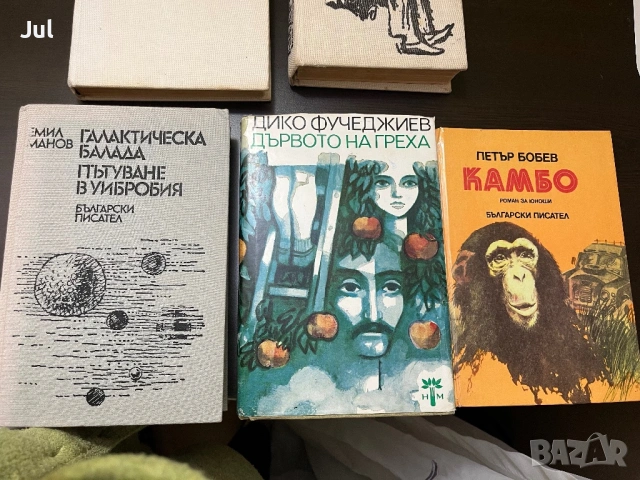 Jul
ЕМИЛ
МАНОВ
ГАЛАКТИЧЕСКА
БАЛАДА
ПЪТУВАНЕ
В УИБРОБИЯ
БЪЛГАРСКИ
ПИСАТЕЛ
ДИКО ФУЧЕДЖИЕВ
ДЪРВОТО НА ГРЕХА
Н М
ПЕТЪР БОБЕВ
КАМБО
РОМАН ЗА ЮНОШИ
БЪЛГАРСКИ ПИСАТЕЛ
BAZAR
bg